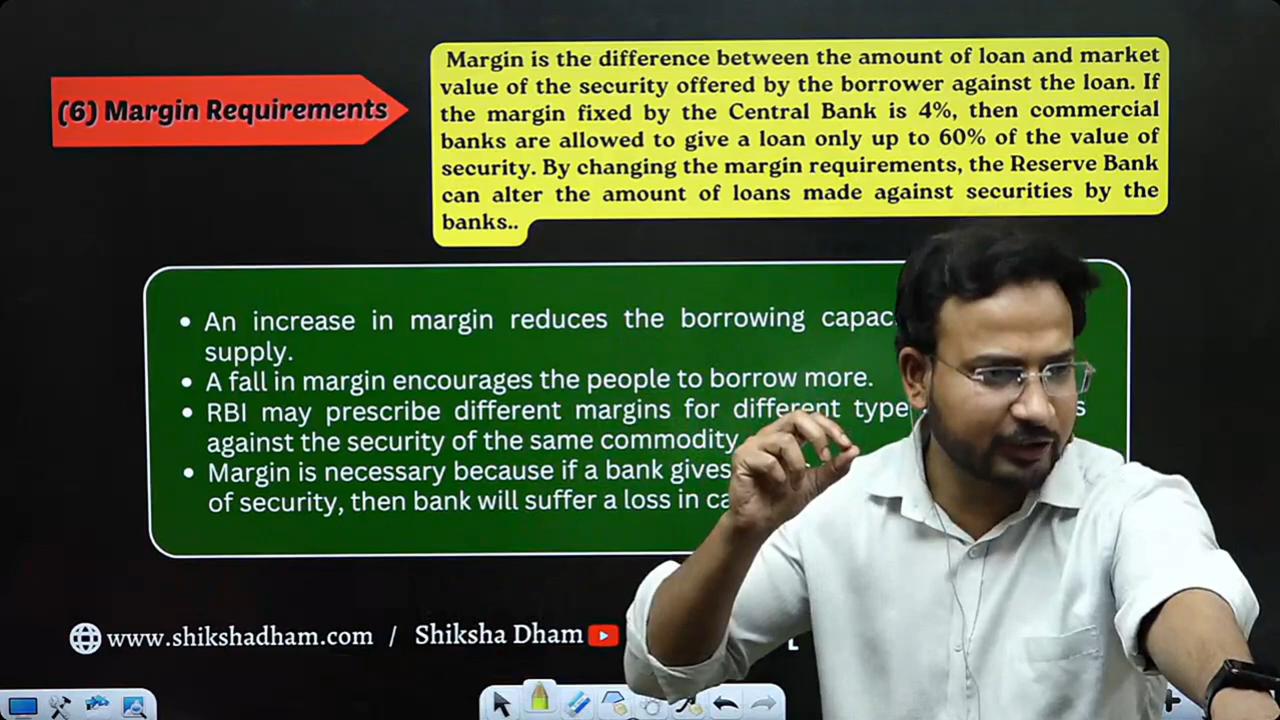 (6) Margin Requirements
Margin is the difference between the amount of loan and market
value of the security offered by the borrower against the loan. If
the margin fixed by the Central Bank is 4%, then commercial
banks are allowed to give a loan only up to 60% of the value of
security. By changing the margin requirements, the Reserve Bank
can alter the amount of loans made against securities by the
banks..
• An increase in margin reduces the borrowing
supply.
• A fall in margin encourages the people to borrow more.
• RBI may prescribe different margins for different
against the security of the same commodity
• Margin is necessary because if a bank gives
of security, then bank will suffer a loss in
www.shikshadham.com / Shiksha Dham